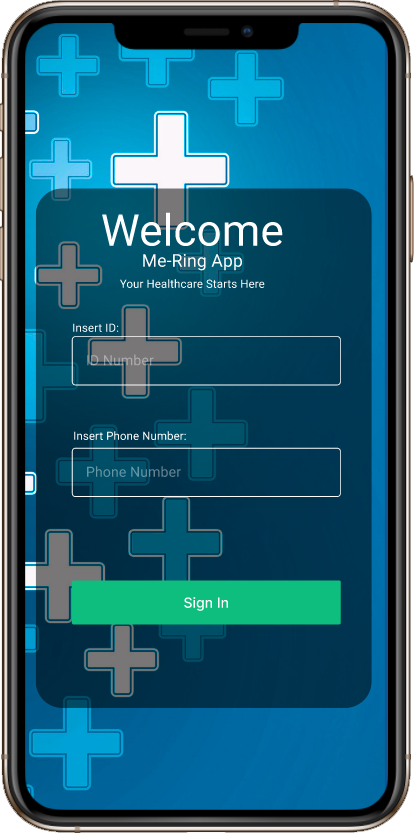 Welcome
Me-Ring App
Your Healthcare Starts Here
Insert ID:
ID Number
Insert Phone Number:
Phone Number
Sign In